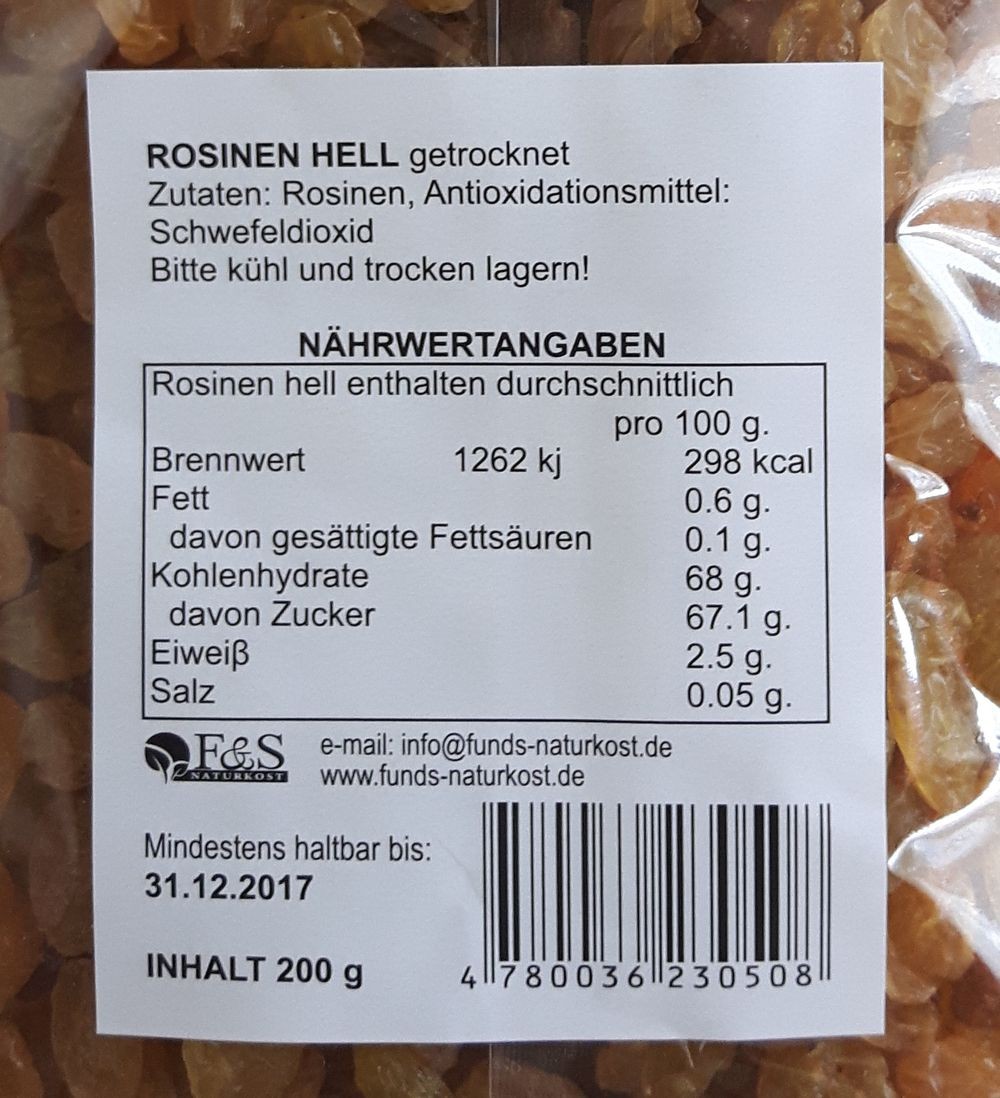 ROSINEN HELL getrocknet
Zutaten: Rosinen, Antioxidationsmittel:
Schwefeldioxid
Bitte kühl und trocken lagern!
NÄHRWERTANGABEN
Rosinen hell enthalten durchschnittlich
pro 100 g.
Brennwert 1262 kj 298 kcal
Fett 0.6 g.
davon gesättigte Fettsäuren 0.1 g.
Kohlenhydrate 68 g.
davon Zucker 67.1 g.
Eiweiß 2.5 g.
Salz 0.05 g.
F&S
NATURKOST
e-mail: info@funds-naturkost.de
www.funds-naturkost.de
Mindestens haltbar bis:
31.12.2017
INHALT 200 g
4 780036 230508